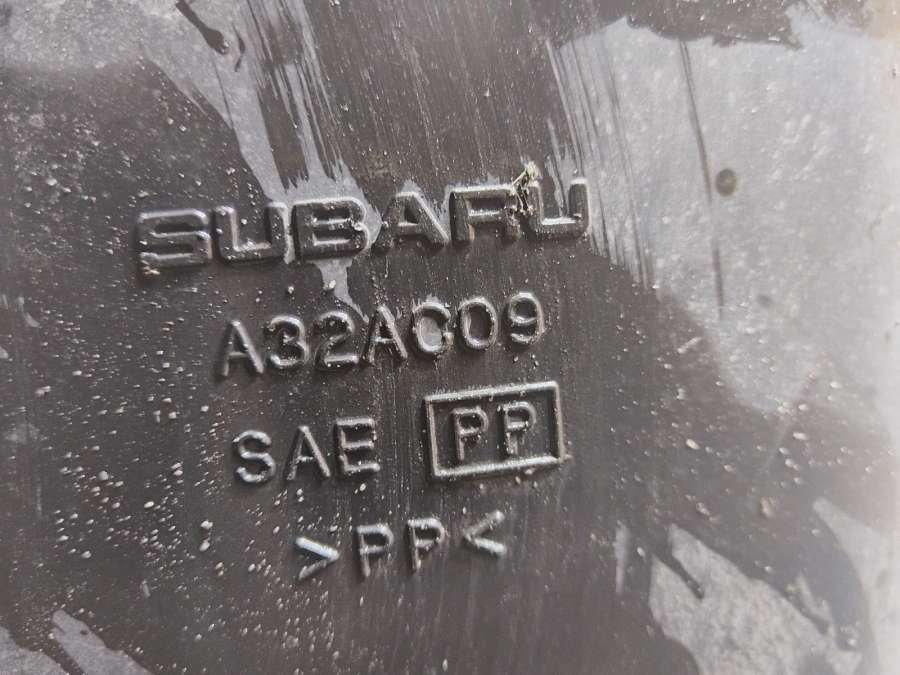 SUBARU
A32AG09
SAE PP
>PP<